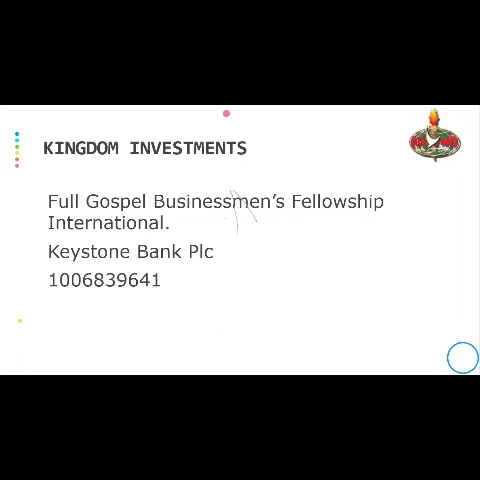 KINGDOM INVESTMENTS
Full Gospel Businessmen's Fellowship
International.
Keystone Bank Plc
1006839641